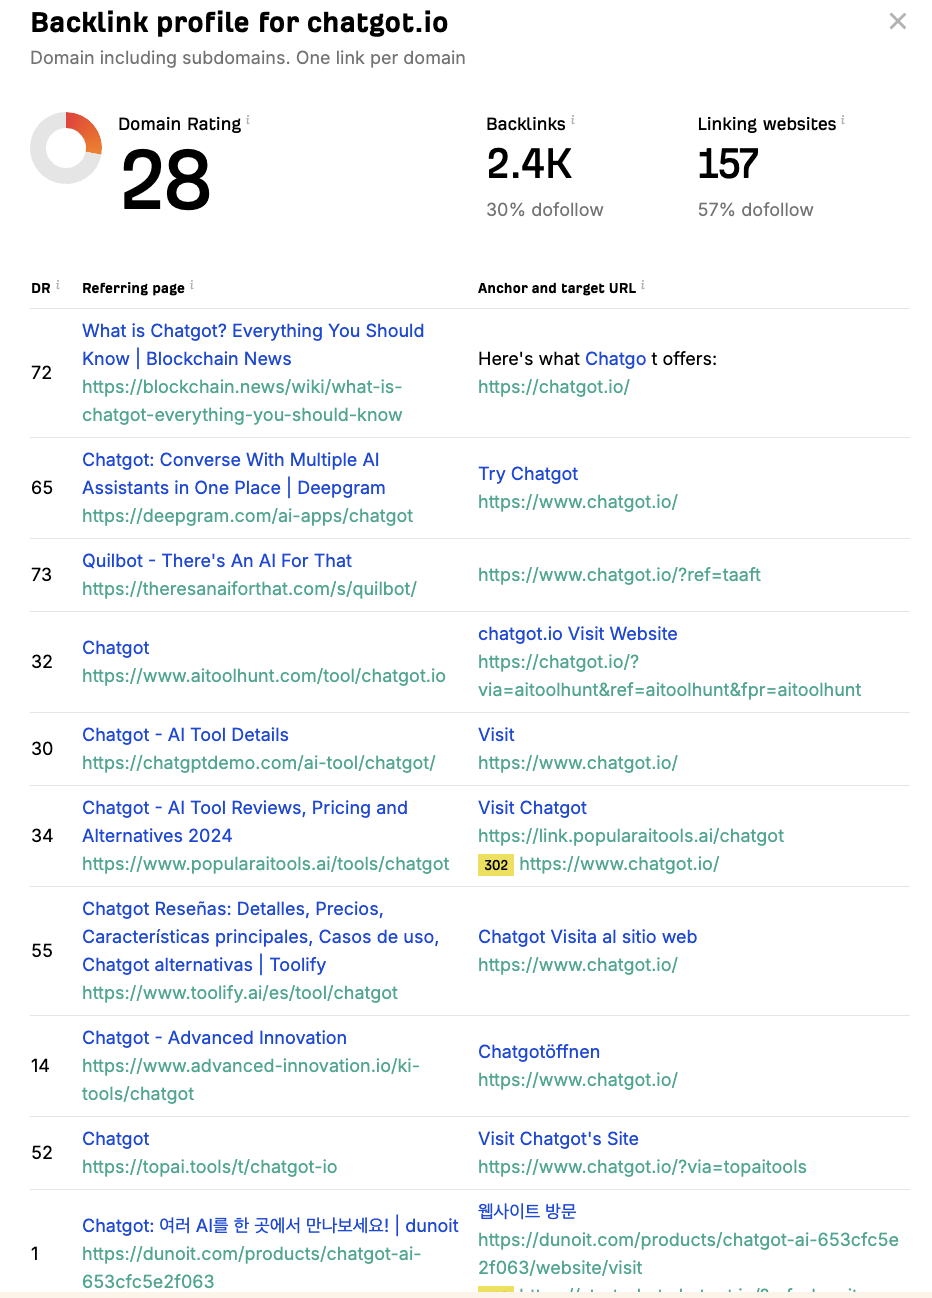 Backlink profile for chatgot.io
Domain including subdomains. One link per domain
Domain Rating i
28
Backlinks i
2.4K
30% dofollow
Linking websites i
157
57% dofollow
DR i Referring page i Anchor and target URL i
72
What is Chatgot? Everything You Should
Know | Blockchain News
https://blockchain.news/wiki/what-is-
chatgot-everything-you-should-know
Here's what Chatgo t offers:
https://chatgot.io/
65
Chatgot: Converse With Multiple AI
Assistants in One Place | Deepgram
https://deepgram.com/ai-apps/chatgot
Try Chatgot
https://www.chatgot.io/
73
Quilbot - There's An AI For That
https://theresanaiforthat.com/s/quilbot/
https://www.chatgot.io/?ref=taaft
32
Chatgot
https://www.aitoolhunt.com/tool/chatgot.io
chatgot.io Visit Website
https://chatgot.io/?
via=aitoolhunt&ref=aitoolhunt&fpr=aitoolhunt
30
Chatgot - AI Tool Details
https://chatgptdemo.com/ai-tool/chatgot/
Visit
https://www.chatgot.io/
34
Chatgot - AI Tool Reviews, Pricing and
Alternatives 2024
https://www.popularaitools.ai/tools/chatgot
Visit Chatgot
https://link.popularaitools.ai/chatgot
302 https://www.chatgot.io/
55
Chatgot Reseñas: Detalles, Precios,
Características principales, Casos de uso,
Chatgot alternativas | Toolify
https://www.toolify.ai/es/tool/chatgot
Chatgot Visita al sitio web
https://www.chatgot.io/
14
Chatgot - Advanced Innovation
https://www.advanced-innovation.io/ki-
tools/chatgot
Chatgotöffnen
https://www.chatgot.io/
52
Chatgot
https://topai.tools/t/chatgot-io
Visit Chatgot's Site
https://www.chatgot.io/?via=topaitools
1
Chatgot: 여러 AI를 한 곳에서 만나보세요! | dunoit
https://dunoit.com/products/chatgot-ai-
653cfc5e2f063
웹사이트 방문
https://dunoit.com/products/chatgot-ai-653cfc5e
2f063/website/visit